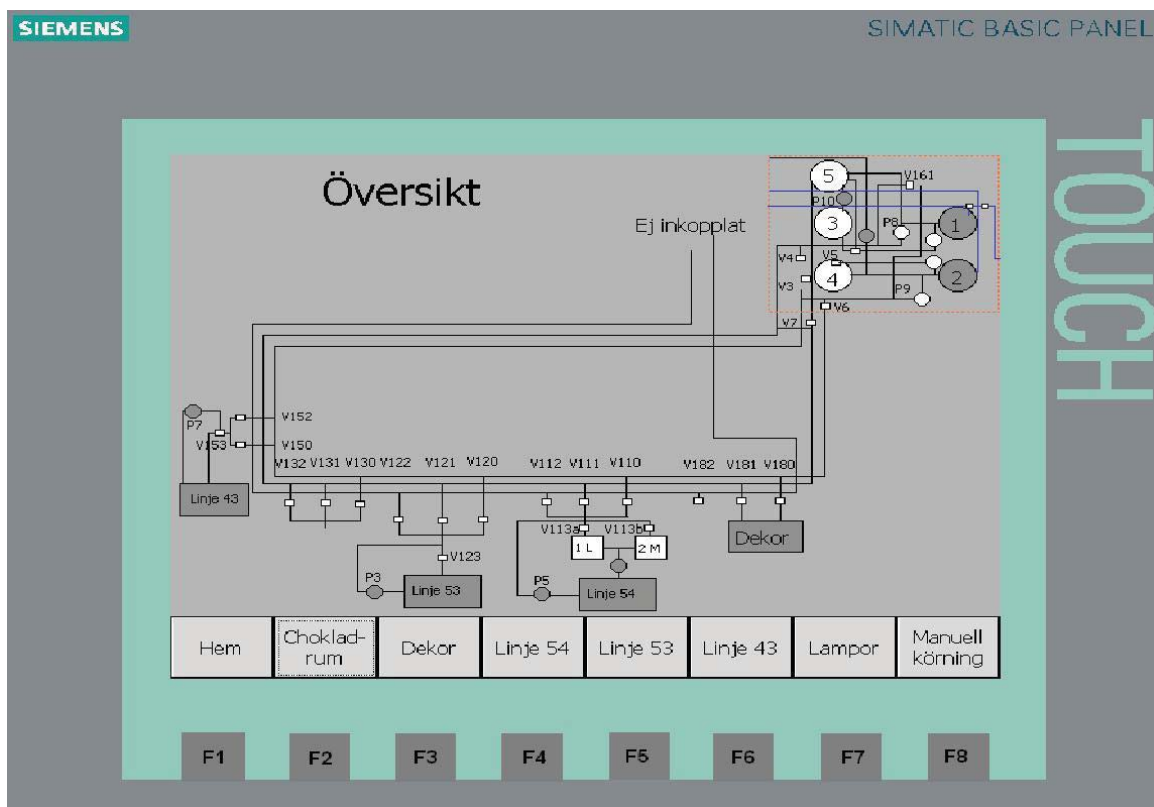 SIEMENS
SIMATIC BASIC PANEL
TOUCH
Översikt
Ej inkopplat
5
V161
P10
3
P8
1
V4
V5
4
2
V3
P9
V6
V7
V152
P7
V153
V150
V132 V131 V130 V122 V121 V120 V112 V111 V110 V182 V181 V180
Linje 43
V113a V113b
Dekor
1 L
2 M
V123
P3
Linje 53
P5
Linje 54
Hem
Choklad-
rum
Dekor
Linje 54
Linje 53
Linje 43
Lampor
Manuell
körning
F1 F2 F3 F4 F5 F6 F7 F8